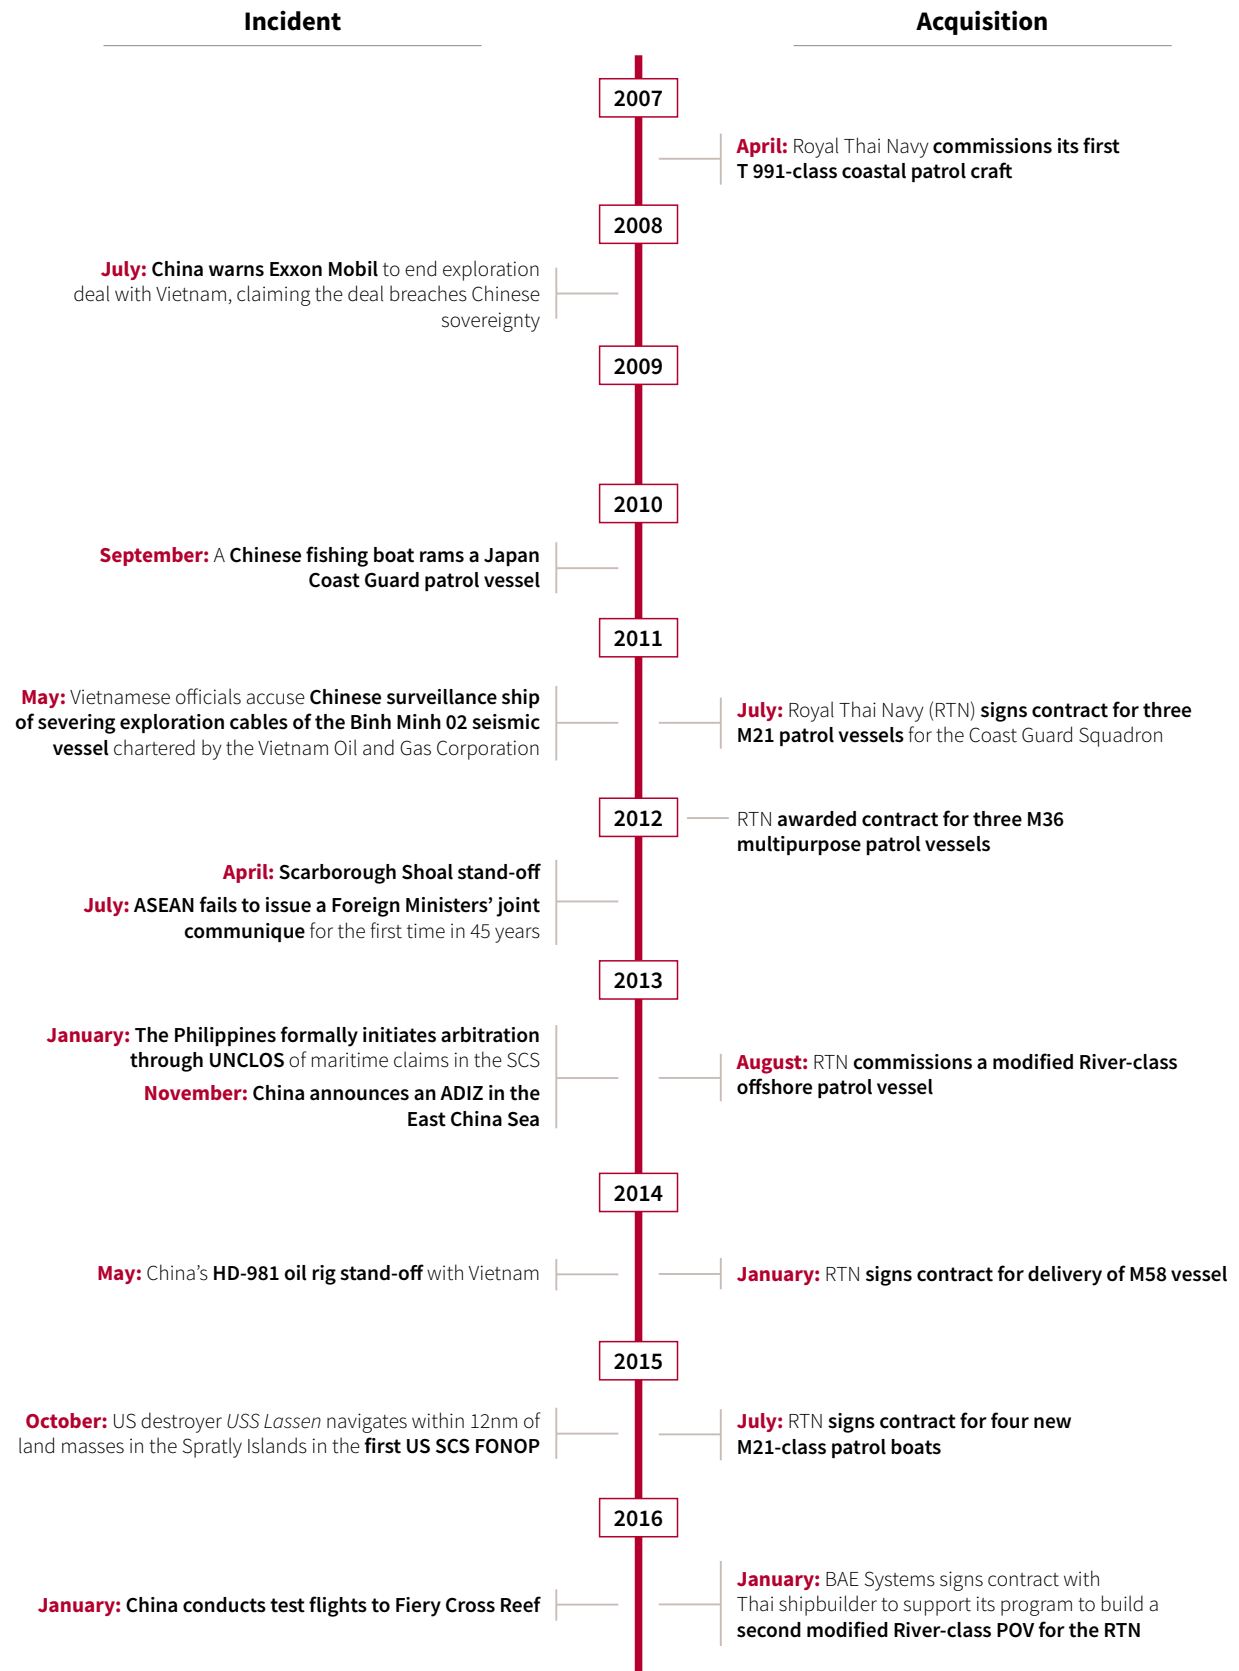 Incident
Acquisition
2007
April: Royal Thai Navy commissions its first
T 991-class coastal patrol craft
2008
July: China warns Exxon Mobil to end exploration
deal with Vietnam, claiming the deal breaches Chinese
sovereignty
2009
2010
September: A Chinese fishing boat rams a Japan
Coast Guard patrol vessel
2011
May: Vietnamese officials accuse Chinese surveillance ship
of severing exploration cables of the Binh Minh 02 seismic
vessel chartered by the Vietnam Oil and Gas Corporation
July: Royal Thai Navy (RTN) signs contract for three
M21 patrol vessels for the Coast Guard Squadron
2012
RTN awarded contract for three M36
multipurpose patrol vessels
April: Scarborough Shoal stand-off
July: ASEAN fails to issue a Foreign Ministers’ joint
communique for the first time in 45 years
2013
January: The Philippines formally initiates arbitration
through UNCLOS of maritime claims in the SCS
November: China announces an ADIZ in the
East China Sea
August: RTN commissions a modified River-class
offshore patrol vessel
2014
May: China’s HD-981 oil rig stand-off with Vietnam
January: RTN signs contract for delivery of M58 vessel
2015
October: US destroyer USS Lassen navigates within 12nm of
land masses in the Spratly Islands in the first US SCS FONOP
July: RTN signs contract for four new
M21-class patrol boats
2016
January: China conducts test flights to Fiery Cross Reef
January: BAE Systems signs contract with
Thai shipbuilder to support its program to build a
second modified River-class POV for the RTN